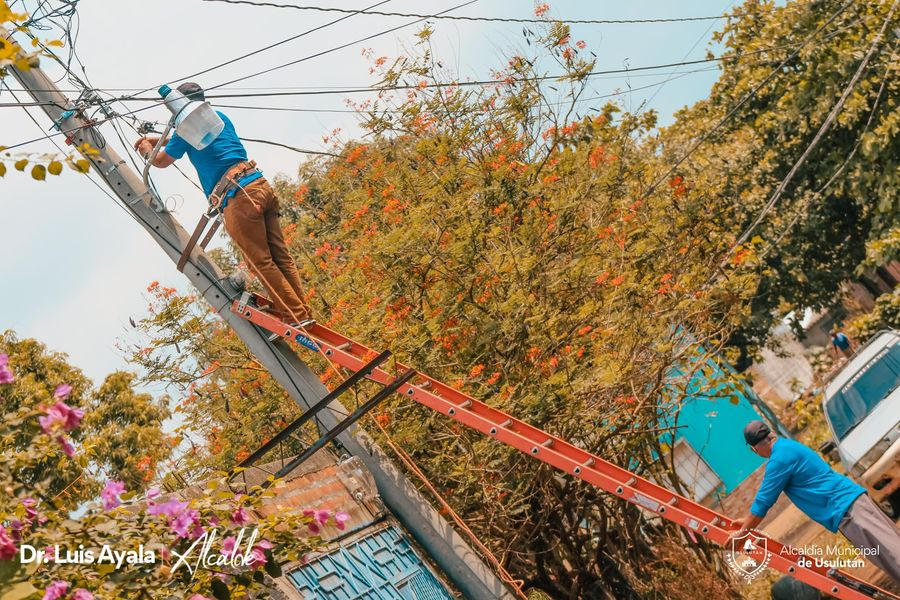 Dr. Luis Ayala | Alcalde
Alcaldía Municipal
de Usulután